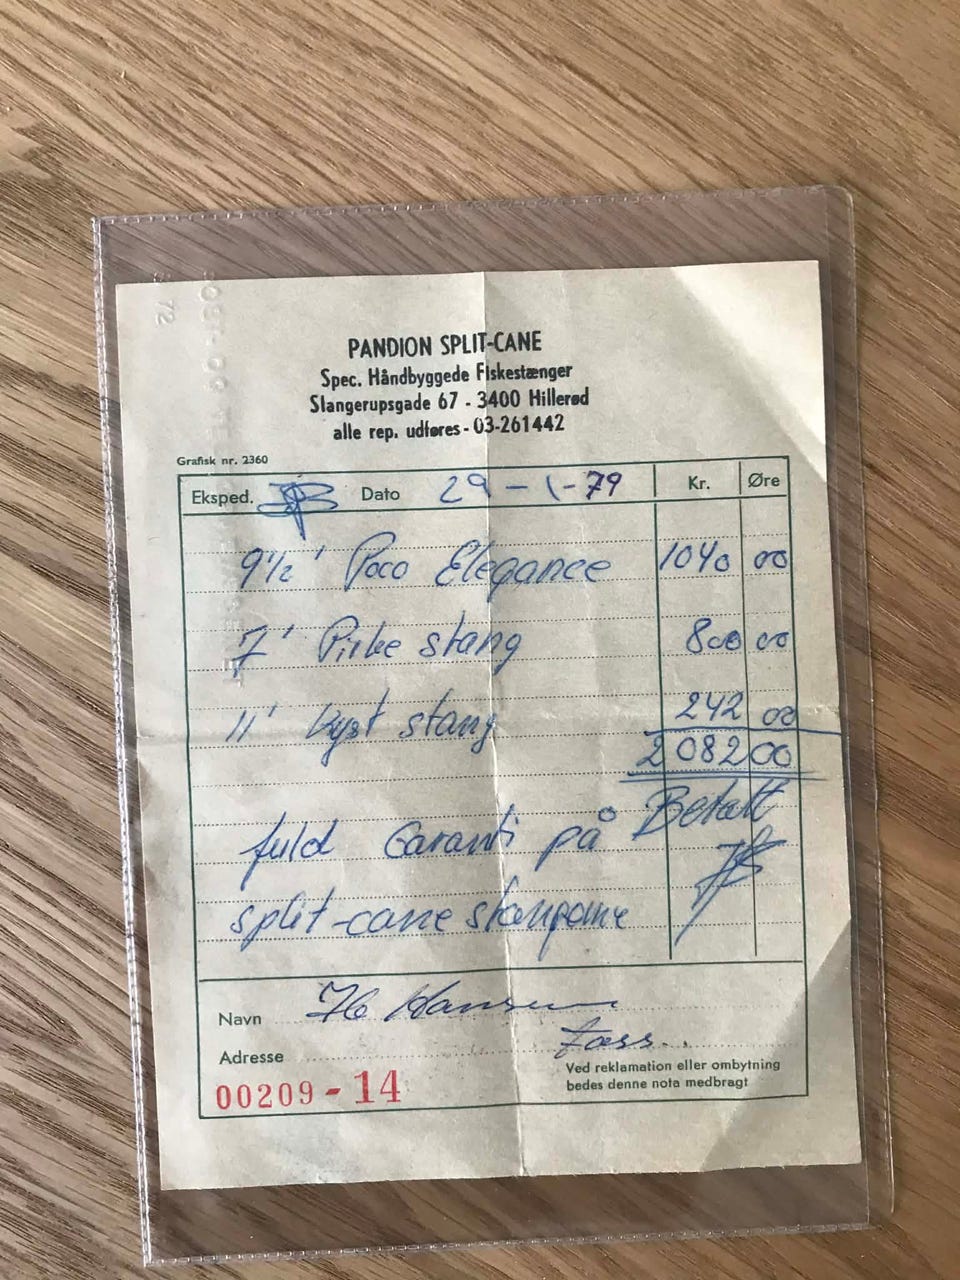 PANDION SPLIT-CANE
Spec. Håndbyggede Fiskestænger
Slangerupsgade 67 - 3400 Hillerød
alle rep. udføres - 03-261442
Grafisk nr. 2360
Eksped. Dato 29-1-79 Kr. Øre
9½' Poco Elegance 1040 00
7' Pirke stang 800 00
11' kyst stang 242 00
2082 00
Betalt
fuld Garanti på
split-cane stængerne
Navn Ib Hansen
Adresse
Ved reklamation eller ombytning
bedes denne nota medbragt
00209 - 14